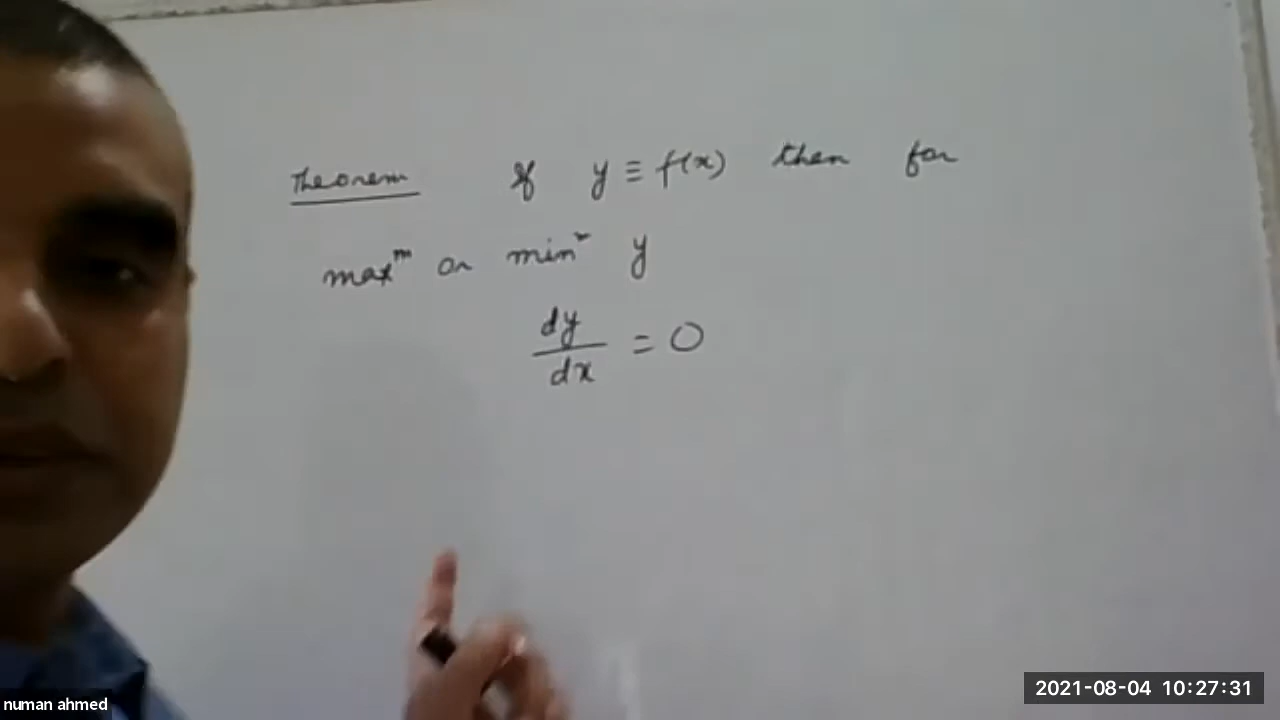 Theorem If y ≡ f(x) then for
maxᵐ or minᵐ y
dy/dx = 0
numan ahmed
2021-08-04 10:27:31